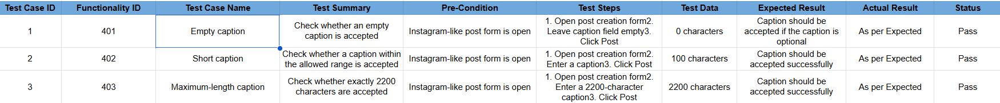 Test Case ID Functionality ID Test Case Name Test Summary Pre-Condition Test Steps Test Data Expected Result Actual Result Status
1 401 Empty caption Check whether an empty caption is accepted Instagram-like post form is open 1. Open post creation form2. Leave caption field empty3. Click Post 0 characters Caption should be accepted if the caption is optional As per Expected Pass
2 402 Short caption Check whether a caption within the allowed range is accepted Instagram-like post form is open 1. Open post creation form2. Enter a caption3. Click Post 100 characters Caption should be accepted successfully As per Expected Pass
3 403 Maximum-length caption Check whether exactly 2200 characters are accepted Instagram-like post form is open 1. Open post creation form2. Enter a 2200-character caption3. Click Post 2200 characters Caption should be accepted successfully As per Expected Pass